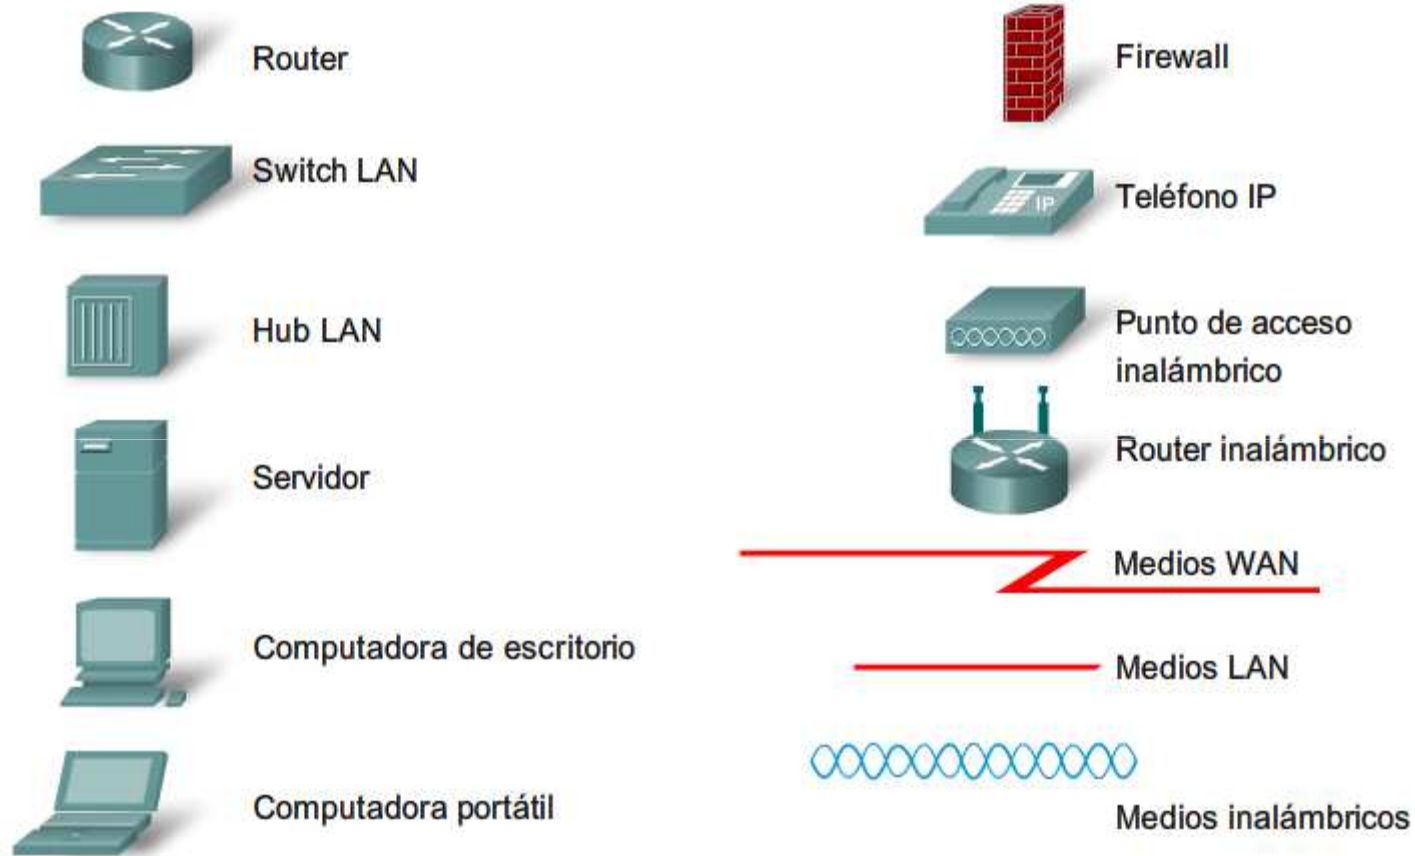 Router
Switch LAN
Hub LAN
Servidor
Computadora de escritorio
Computadora portátil
Firewall
IP
Teléfono IP
Punto de acceso
inalámbrico
Router inalámbrico
Medios WAN
Medios LAN
Medios inalámbricos